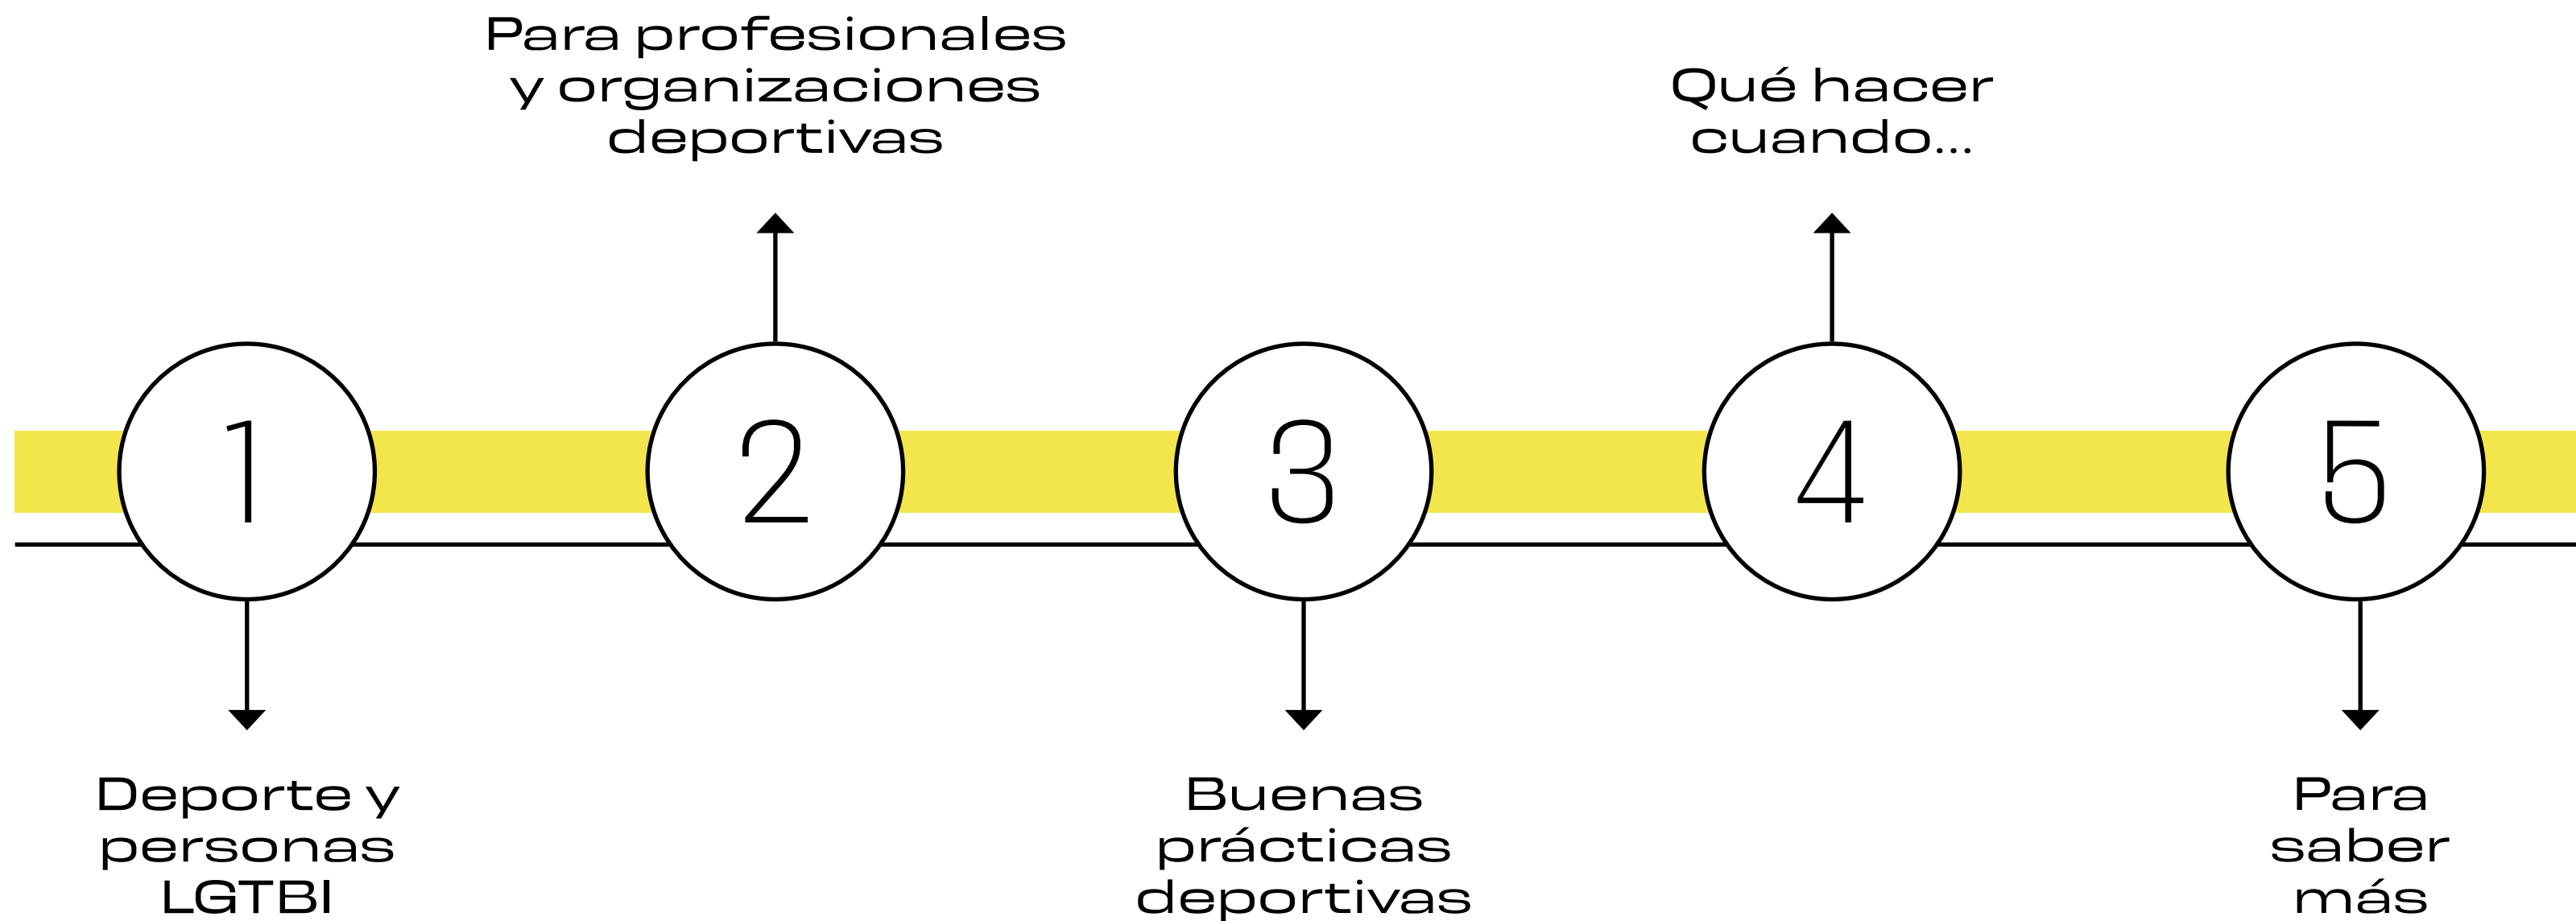 Para profesionales
y organizaciones
deportivas
Qué hacer
cuando...
1
2
3
4
5
Deporte y
personas
LGTBI
Buenas
prácticas
deportivas
Para
saber
más